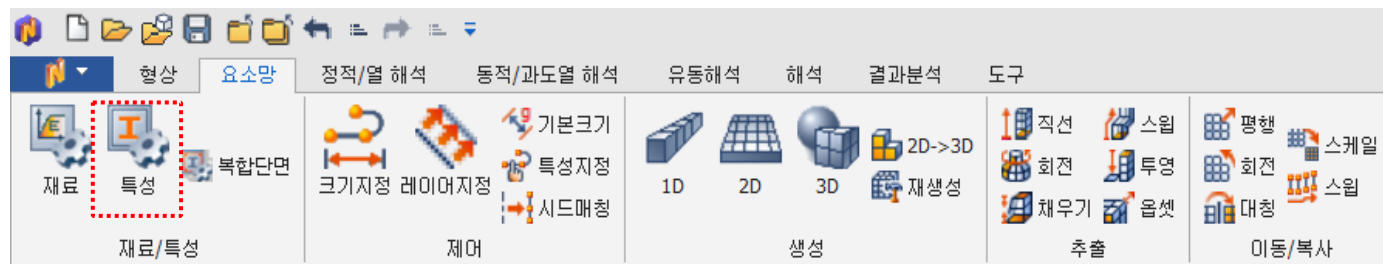 형상 요소망 정적/열 해석 동적/과도열 해석 유동해석 해석 결과분석 도구
재료 특성 복합단면
재료/특성
크기지정 레이어지정 기본크기
특성지정
시드매칭
제어
1D 2D 3D 2D->3D
재생성
생성
직선 스윕
회전 투영
채우기 옵셋
추출
평행
회전
대칭
스케일
스윕
이동/복사